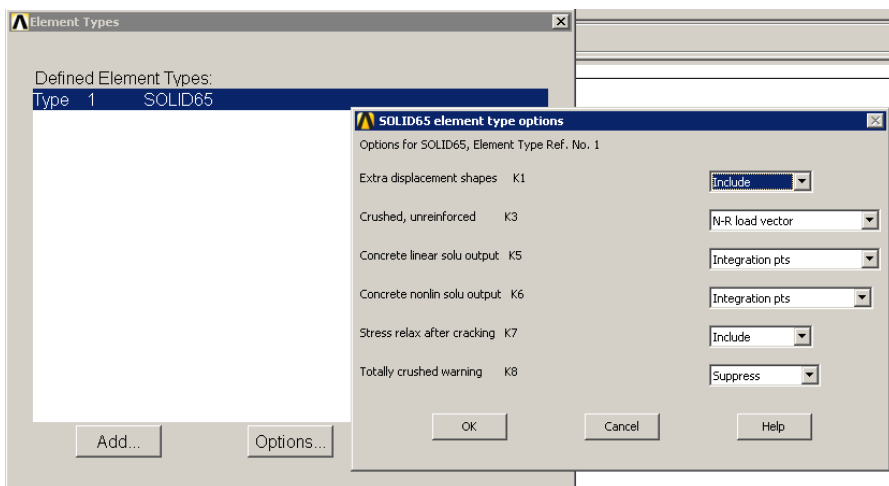 Element Types
Defined Element Types:
Type 1 SOLID65
SOLID65 element type options
Options for SOLID65, Element Type Ref. No. 1
Extra displacement shapes K1 Include
Crushed, unreinforced K3 N-R load vector
Concrete linear solu output K5 Integration pts
Concrete nonlin solu output K6 Integration pts
Stress relax after cracking K7 Include
Totally crushed warning K8 Suppress
OK Cancel Help
Add... Options...